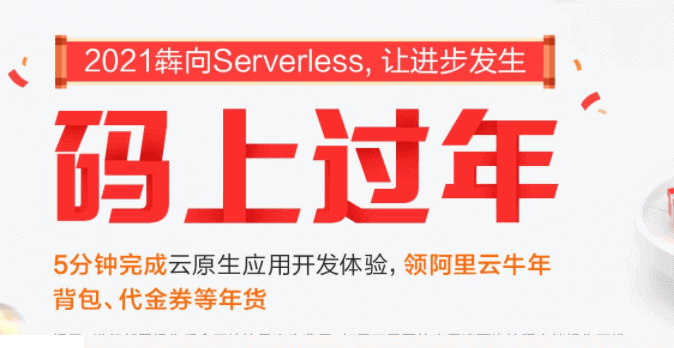 2021犇向Serverless, 让进步发生
码上过年
5分钟完成云原生应用开发体验, 领阿里云牛年
背包、代金券等年货